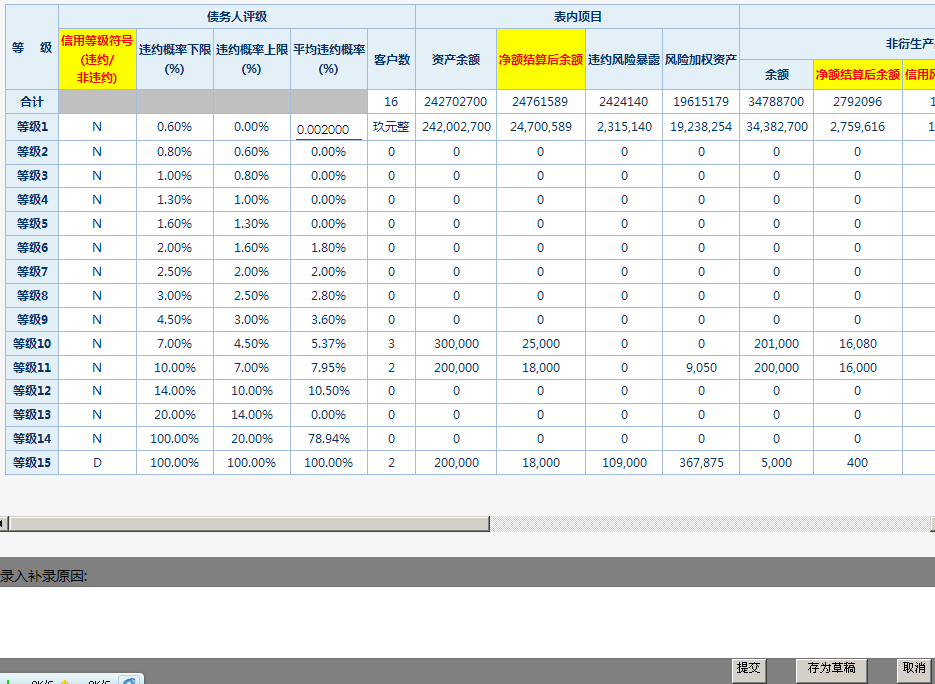 债务人评级 表内项目
等 级 信用等级符号(违约/非违约) 违约概率下限(%) 违约概率上限(%) 平均违约概率(%) 客户数 资产余额 净额结算后余额 违约风险暴露 风险加权资产 非衍生产
余额 净额结算后余额
合计 16 242702700 24761589 2424140 19615179 34788700 2792096
等级1 N 0.60% 0.00% 0.002000 玖元整 242,002,700 24,700,589 2,315,140 19,238,254 34,382,700 2,759,616
等级2 N 0.80% 0.60% 0.00% 0 0 0 0 0 0 0
等级3 N 1.00% 0.80% 0.00% 0 0 0 0 0 0 0
等级4 N 1.30% 1.00% 0.00% 0 0 0 0 0 0 0
等级5 N 1.60% 1.30% 0.00% 0 0 0 0 0 0 0
等级6 N 2.00% 1.60% 1.80% 0 0 0 0 0 0 0
等级7 N 2.50% 2.00% 2.00% 0 0 0 0 0 0 0
等级8 N 3.00% 2.50% 2.80% 0 0 0 0 0 0 0
等级9 N 4.50% 3.00% 3.60% 0 0 0 0 0 0 0
等级10 N 7.00% 4.50% 5.37% 3 300,000 25,000 0 0 201,000 16,080
等级11 N 10.00% 7.00% 7.95% 2 200,000 18,000 0 9,050 200,000 16,000
等级12 N 14.00% 10.00% 10.50% 0 0 0 0 0 0 0
等级13 N 20.00% 14.00% 0.00% 0 0 0 0 0 0 0
等级14 N 100.00% 20.00% 78.94% 0 0 0 0 0 0 0
等级15 D 100.00% 100.00% 100.00% 2 200,000 18,000 109,000 367,875 5,000 400
录入补录原因:
提交 存为草稿 取消